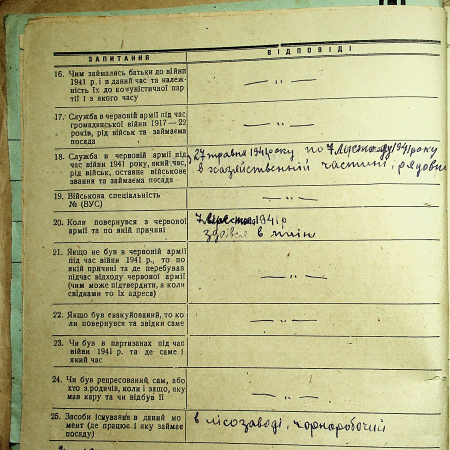 ЗАПИТАННЯ
ВІДПОВІДІ
16. Чим займались батьки до війни
1941 р. і в даний час та належ-
ність їх до комуністичної пар-
тії і з якого часу
— „ —
17. Служба в червоній армії під час
громалянської війни 1917—22
років, рід військ та займаєма
посада
— „ —
18. Служба в червоній армії під
час війни 1941 року, який час,
рід військ, останнє військове
звання та займаєма посада
з 27 травня 1941 року по 7 1941 року
в хазяйственній частині, рядовий
19. Військова спеціальність
№ (ВУС)
— „ —
20. Коли повернувся з червоної
армії та по якій причині
7 вересня 1941 р
здався в плін
21. Якщо не був в червоній армії
під час війни 1941 р., то по
якій причині та де перебував
підчас відходу червоної армії
(чим може підтвердити, а коли
свідками то їх адреса)
— „ —
22. Якщо був евакуйований, то ко-
ли повернувся та звідки саме
— „ —
23. Чи був в партизанах під час
війни 1941 р. та де саме і
який час
24. Чи був репресований, сам, або
хто з родичів, коли і защо, яку
мав кару та чи відбув її
— „ —
25. Засоби існування в даний мо-
мент (де працює і яку займає
посаду)
в лісозаводі, чорноробочий